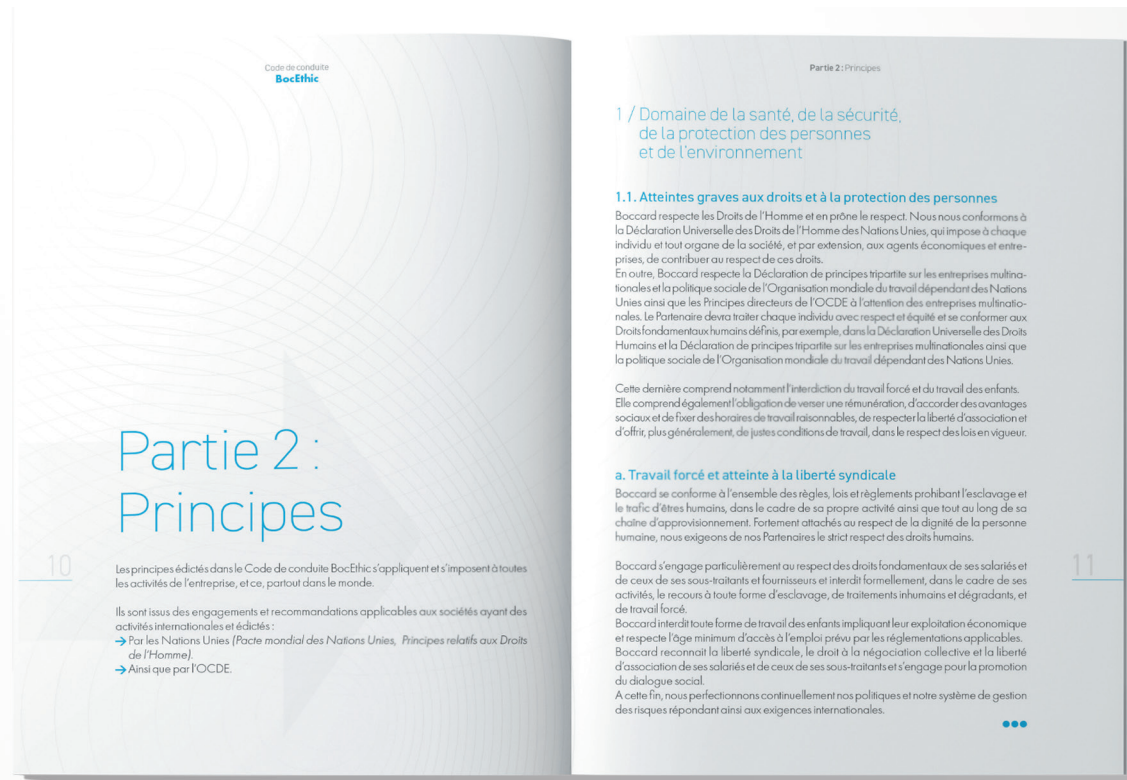 Code de conduite
BocEthic
Partie 2 :
Principes
10
Les principes édictés dans le Code de conduite BocEthic s'appliquent et s'imposent à toutes
les activités de l'entreprise, et ce, partout dans le monde.
Ils sont issus des engagements et recommandations applicables aux sociétés ayant des
activités internationales et édictés :
→ Par les Nations Unies (Pacte mondial des Nations Unies, Principes relatifs aux Droits
de l'Homme).
→ Ainsi que par l'OCDE.
Partie 2 : Principes
1 / Domaine de la santé, de la sécurité,
de la protection des personnes
et de l'environnement
1.1. Atteintes graves aux droits et à la protection des personnes
Boccard respecte les Droits de l'Homme et en prône le respect. Nous nous conformons à
la Déclaration Universelle des Droits de l'Homme des Nations Unies, qui impose à chaque
individu et tout organe de la société, et par extension, aux agents économiques et entre-
prises, de contribuer au respect de ces droits.
En outre, Boccard respecte la Déclaration de principes tripartite sur les entreprises multina-
tionales et la politique sociale de l'Organisation mondiale du travail dépendant des Nations
Unies ainsi que les Principes directeurs de l'OCDE à l'attention des entreprises multinatio-
nales. Le Partenaire devra traiter chaque individu avec respect et équité et se conformer aux
Droits fondamentaux humains définis, par exemple, dans la Déclaration Universelle des Droits
Humains et la Déclaration de principes tripartite sur les entreprises multinationales ainsi que
la politique sociale de l'Organisation mondiale du travail dépendant des Nations Unies.
Cette dernière comprend notamment l'interdiction du travail forcé et du travail des enfants.
Elle comprend également l'obligation de verser une rémunération, d'accorder des avantages
sociaux et de fixer des horaires de travail raisonnables, de respecter la liberté d'association et
d'offrir, plus généralement, de justes conditions de travail, dans le respect des lois en vigueur.
a. Travail forcé et atteinte à la liberté syndicale
Boccard se conforme à l'ensemble des règles, lois et règlements prohibant l'esclavage et
le trafic d'êtres humains, dans le cadre de sa propre activité ainsi que tout au long de sa
chaîne d'approvisionnement. Fortement attachés au respect de la dignité de la personne
humaine, nous exigeons de nos Partenaires le strict respect des droits humains.
Boccard s'engage particulièrement au respect des droits fondamentaux de ses salariés et
de ceux de ses sous-traitants et fournisseurs et interdit formellement, dans le cadre de ses
activités, le recours à toute forme d'esclavage, de traitements inhumains et dégradants, et
de travail forcé.
Boccard interdit toute forme de travail des enfants impliquant leur exploitation économique
et respecte l'âge minimum d'accès à l'emploi prévu par les réglementations applicables.
Boccard reconnait la liberté syndicale, le droit à la négociation collective et la liberté
d'association de ses salariés et de ceux de ses sous-traitants et s'engage pour la promotion
du dialogue social.
A cette fin, nous perfectionnons continuellement nos politiques et notre système de gestion
des risques répondant ainsi aux exigences internationales.
11